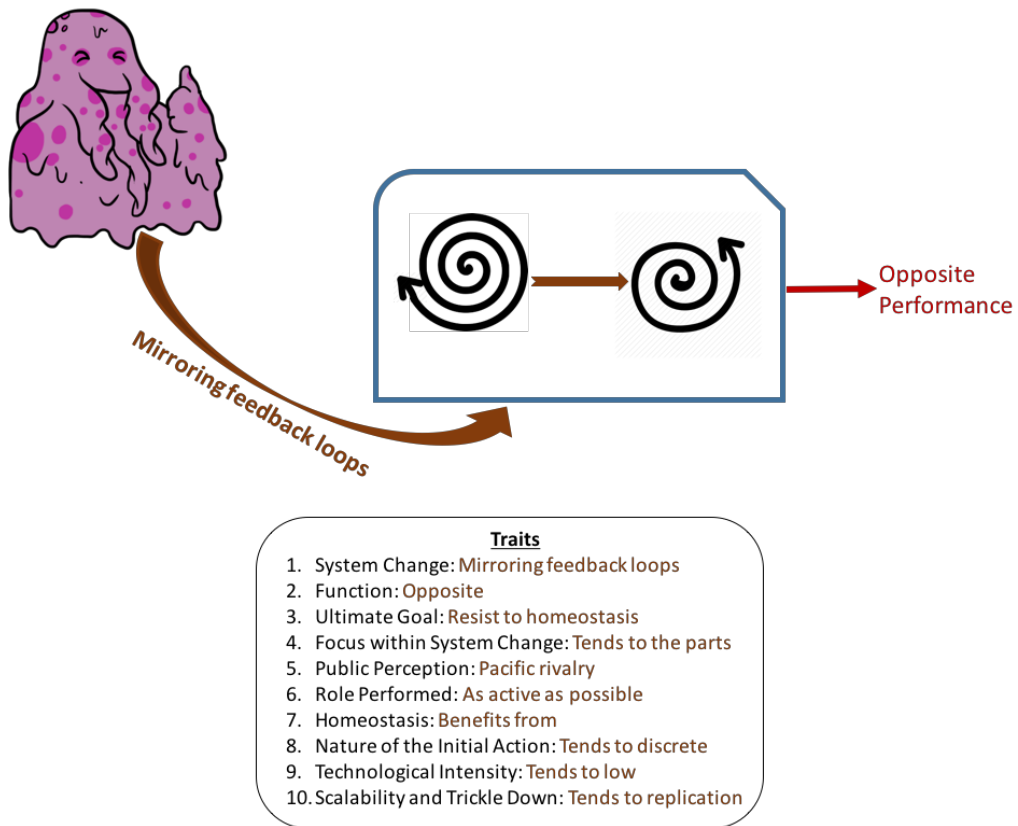 Mirroring feedback loops
Opposite
Performance
Traits
1. System Change: Mirroring feedback loops
2. Function: Opposite
3. Ultimate Goal: Resist to homeostasis
4. Focus within System Change: Tends to the parts
5. Public Perception: Pacific rivalry
6. Role Performed: As active as possible
7. Homeostasis: Benefits from
8. Nature of the Initial Action: Tends to discrete
9. Technological Intensity: Tends to low
10. Scalability and Trickle Down: Tends to replication